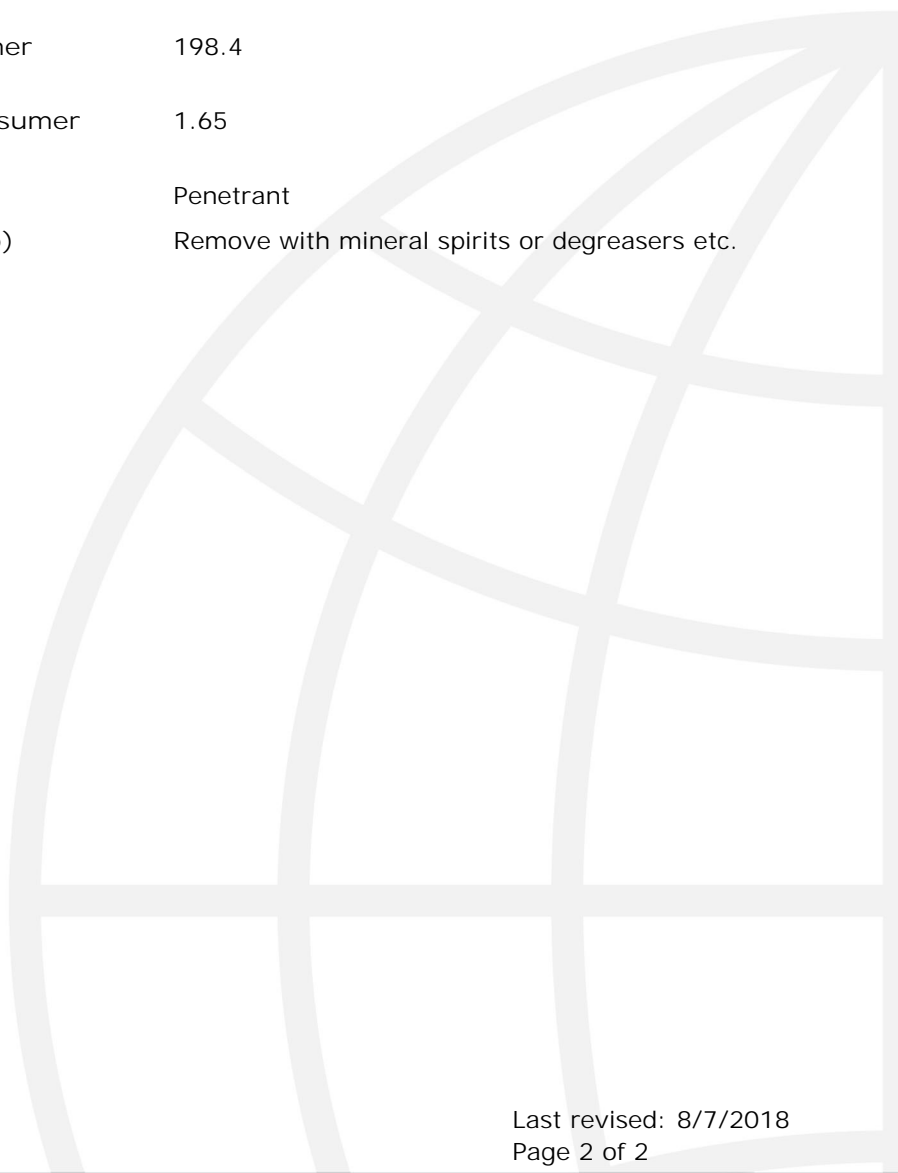 ner 198.4
sumer 1.65
Penetrant
) Remove with mineral spirits or degreasers etc.
Last revised: 8/7/2018
Page 2 of 2